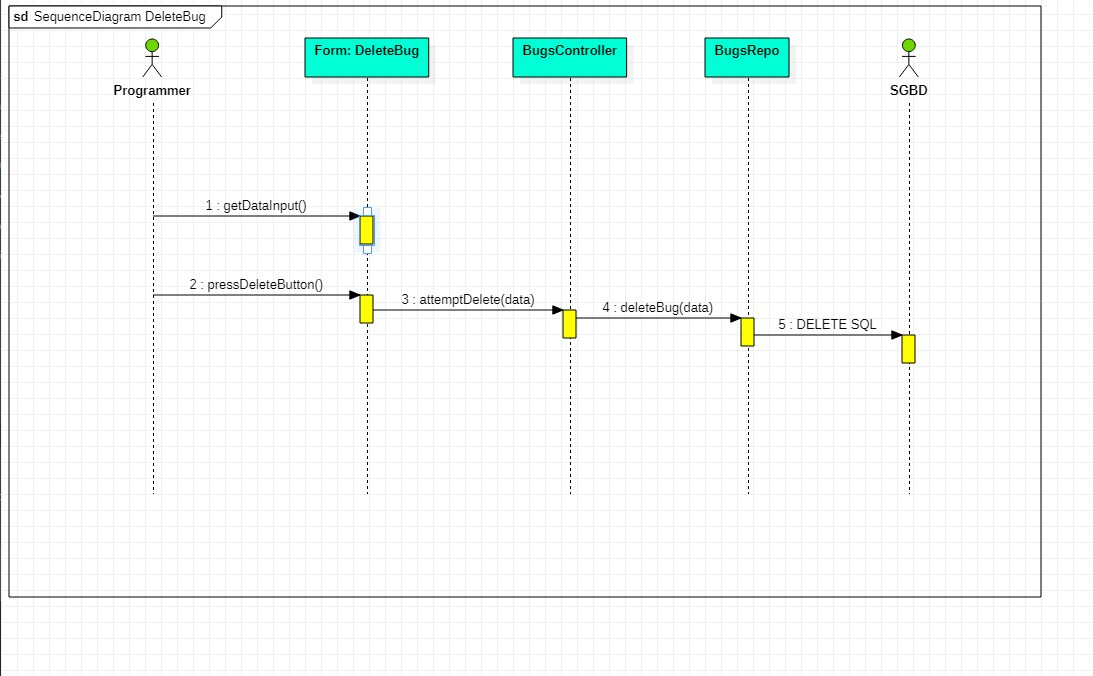 sd SequenceDiagram DeleteBug
Programmer
Form: DeleteBug
BugsController
BugsRepo
SGBD
1 : getDataInput()
2 : pressDeleteButton()
3 : attemptDelete(data)
4 : deleteBug(data)
5 : DELETE SQL